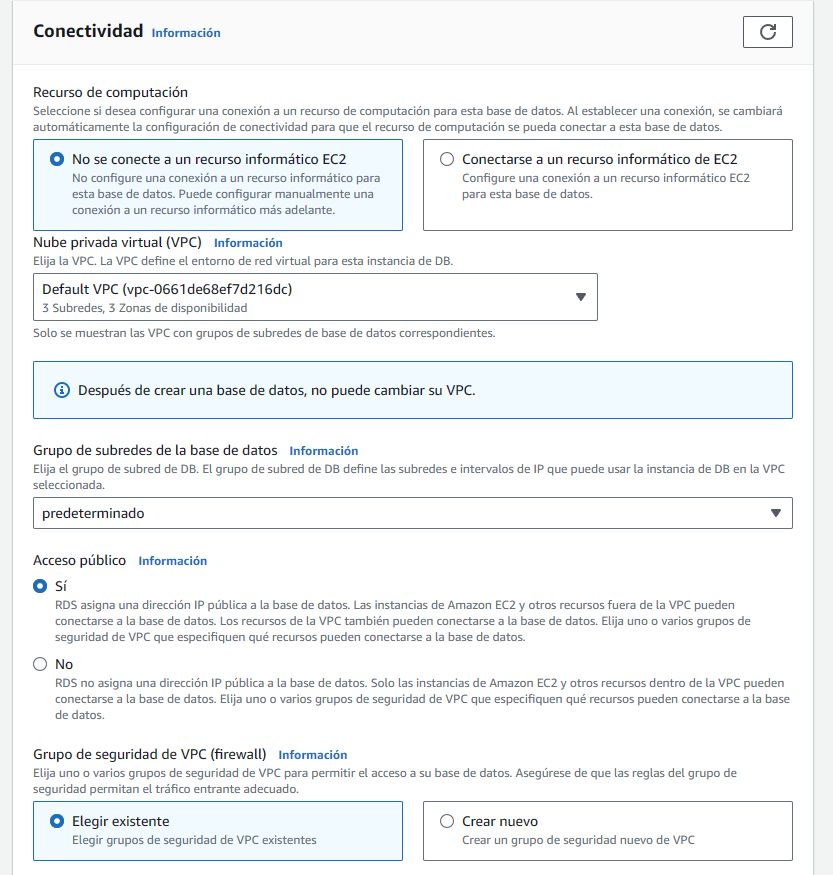 Conectividad Información
Recurso de computación
Seleccione si desea configurar una conexión a un recurso de computación para esta base de datos. Al establecer una conexión, se cambiará
automáticamente la configuración de conectividad para que el recurso de computación se pueda conectar a esta base de datos.
No se conecte a un recurso informático EC2
No configure una conexión a un recurso informático para
esta base de datos. Puede configurar manualmente una
conexión a un recurso informático más adelante.
Conectarse a un recurso informático de EC2
Configure una conexión a un recurso informático EC2
para esta base de datos.
Nube privada virtual (VPC) Información
Elija la VPC. La VPC define el entorno de red virtual para esta instancia de DB.
Default VPC (vpc-0661de68ef7d216dc)
3 Subredes, 3 Zonas de disponibilidad
Solo se muestran las VPC con grupos de subredes de base de datos correspondientes.
Después de crear una base de datos, no puede cambiar su VPC.
Grupo de subredes de la base de datos Información
Elija el grupo de subred de DB. El grupo de subred de DB define las subredes e intervalos de IP que puede usar la instancia de DB en la VPC
seleccionada.
predeterminado
Acceso público Información
Sí
RDS asigna una dirección IP pública a la base de datos. Las instancias de Amazon EC2 y otros recursos fuera de la VPC pueden
conectarse a la base de datos. Los recursos de la VPC también pueden conectarse a la base de datos. Elija uno o varios grupos de
seguridad de VPC que especifiquen qué recursos pueden conectarse a la base de datos.
No
RDS no asigna una dirección IP pública a la base de datos. Solo las instancias de Amazon EC2 y otros recursos dentro de la VPC pueden
conectarse a la base de datos. Elija uno o varios grupos de seguridad de VPC que especifiquen qué recursos pueden conectarse a la base
de datos.
Grupo de seguridad de VPC (firewall) Información
Elija uno o varios grupos de seguridad de VPC para permitir el acceso a su base de datos. Asegúrese de que las reglas del grupo de
seguridad permitan el tráfico entrante adecuado.
Elegir existente
Elegir grupos de seguridad de VPC existentes
Crear nuevo
Crear un grupo de seguridad nuevo de VPC